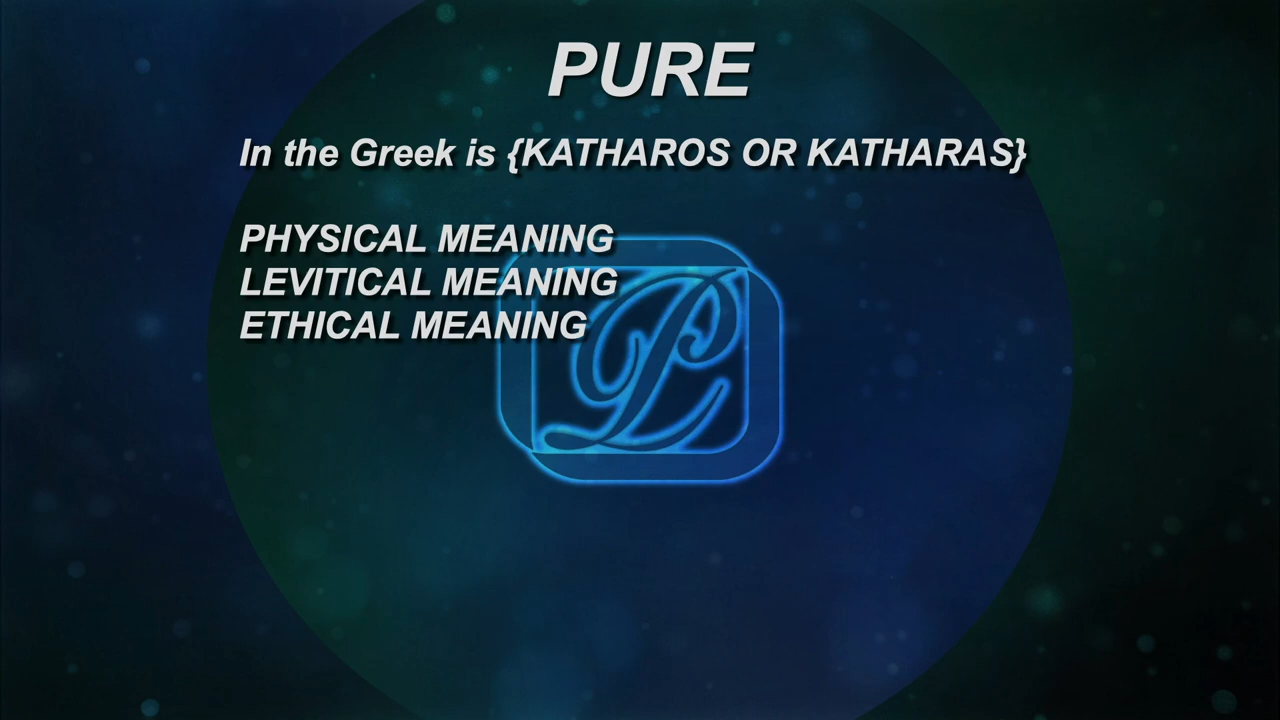 PURE
In the Greek is {KATHAROS OR KATHARAS}
PHYSICAL MEANING
LEVITICAL MEANING
ETHICAL MEANING